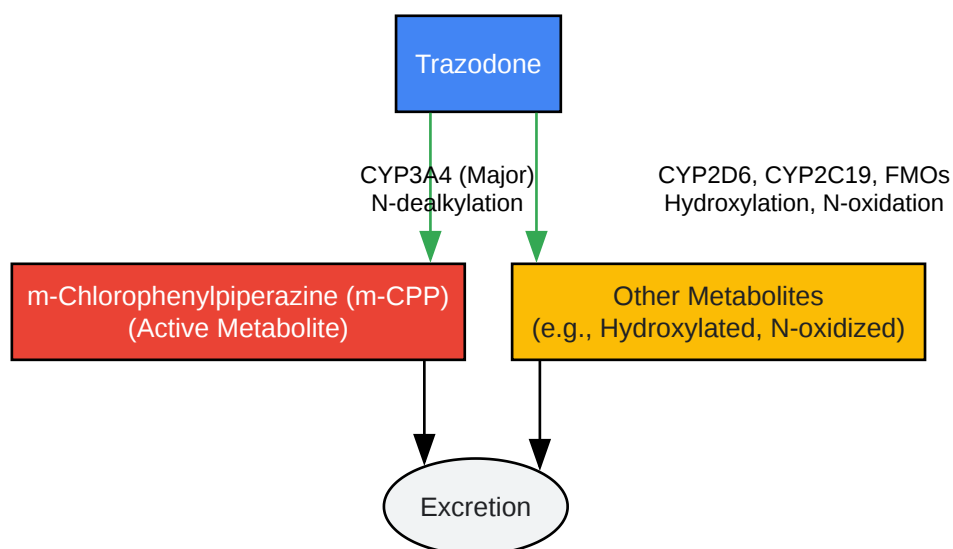 Trazodone
CYP3A4 (Major)
N-dealkylation
CYP2D6, CYP2C19, FMOs
Hydroxylation, N-oxidation
m-Chlorophenylpiperazine (m-CPP)
(Active Metabolite)
Other Metabolites
(e.g., Hydroxylated, N-oxidized)
Excretion